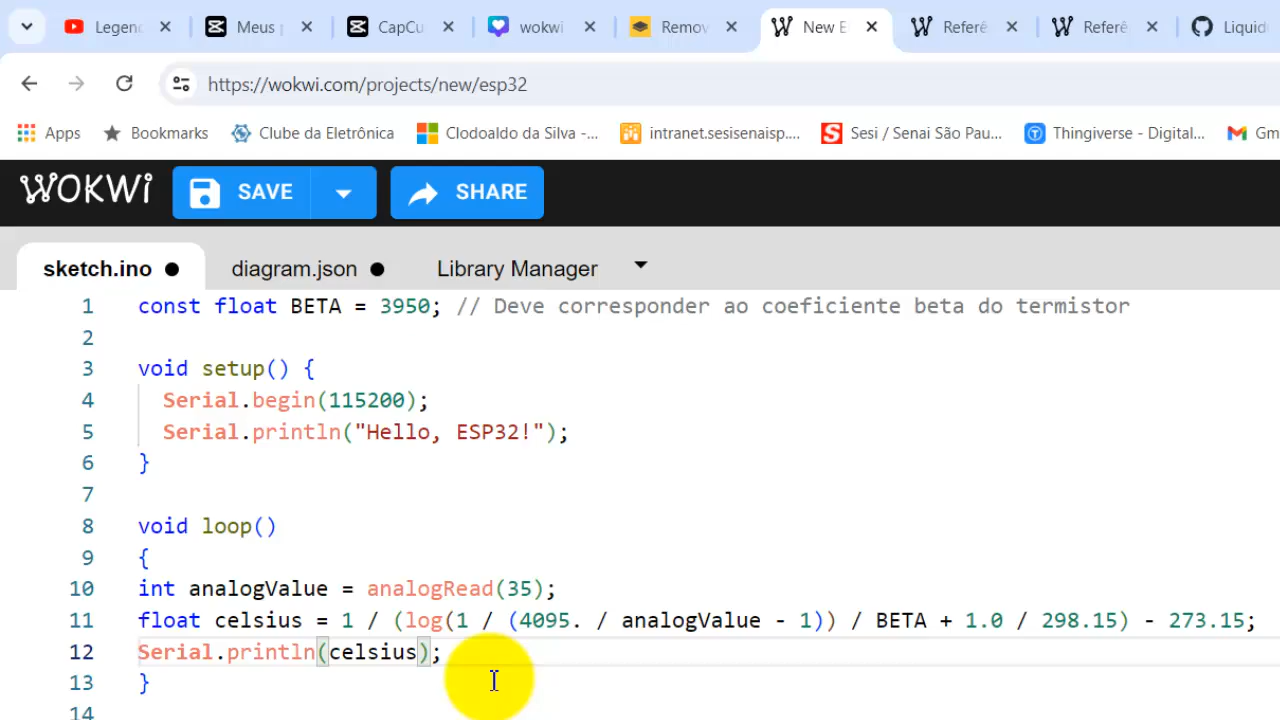 Legend
Meus p
CapCu
wokwi
Remov
New E
Referê
Referê
Liquid
https://wokwi.com/projects/new/esp32
Apps
Bookmarks
Clube da Eletrônica
Clodoaldo da Silva -...
intranet.sesisenaisp....
Sesi / Senai São Pau...
Thingiverse - Digital...
Gm
WOKWi
SAVE
SHARE
sketch.ino
diagram.json
Library Manager
1 const float BETA = 3950; // Deve corresponder ao coeficiente beta do termistor
2
3 void setup() {
4 Serial.begin(115200);
5 Serial.println("Hello, ESP32!");
6 }
7
8 void loop()
9 {
10 int analogValue = analogRead(35);
11 float celsius = 1 / (log(1 / (4095. / analogValue - 1)) / BETA + 1.0 / 298.15) - 273.15;
12 Serial.println(celsius);
13 }
14